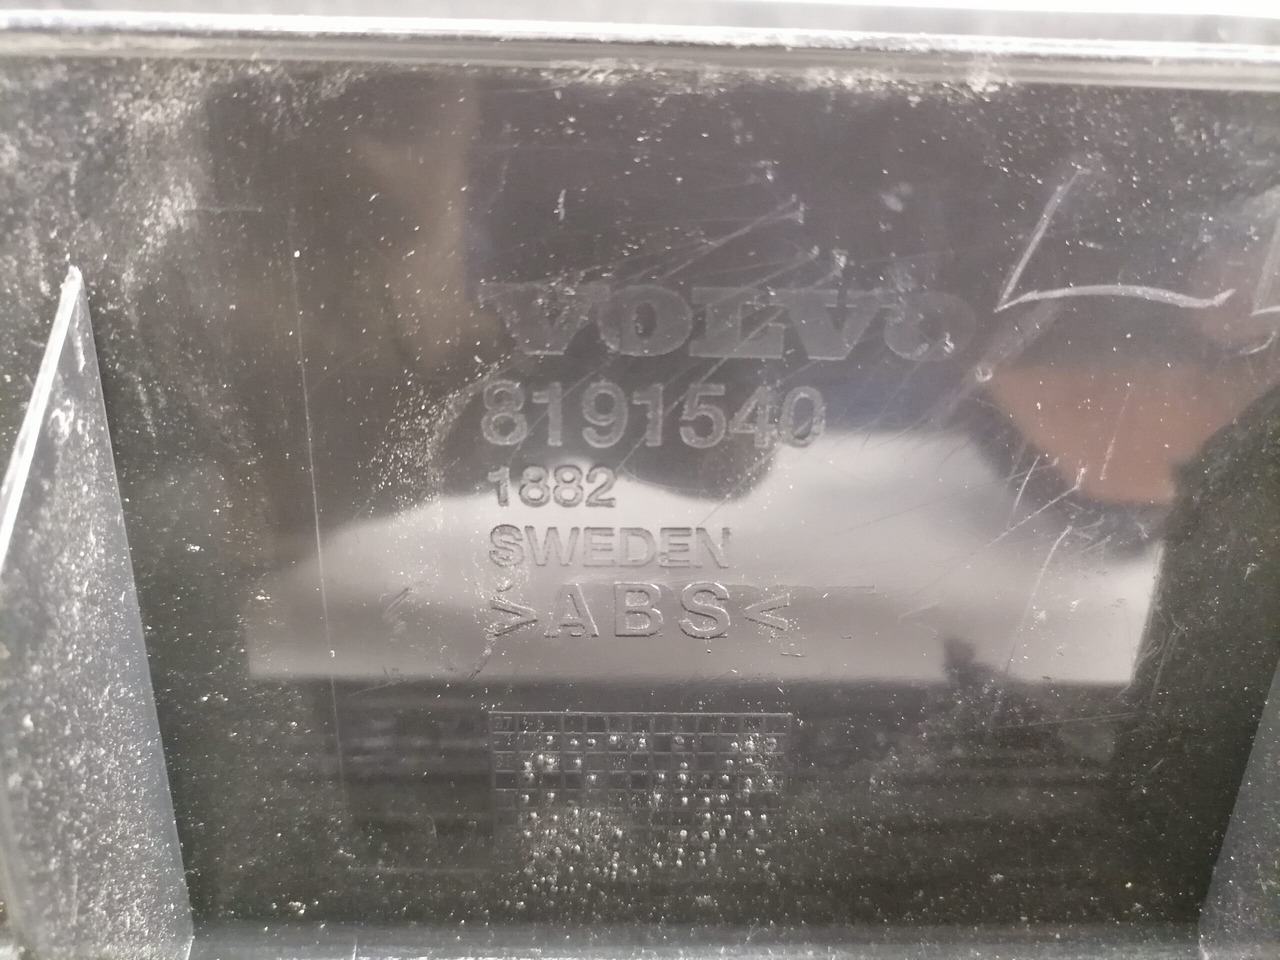 VOLVO
8191540
1882
SWEDEN
>ABS<